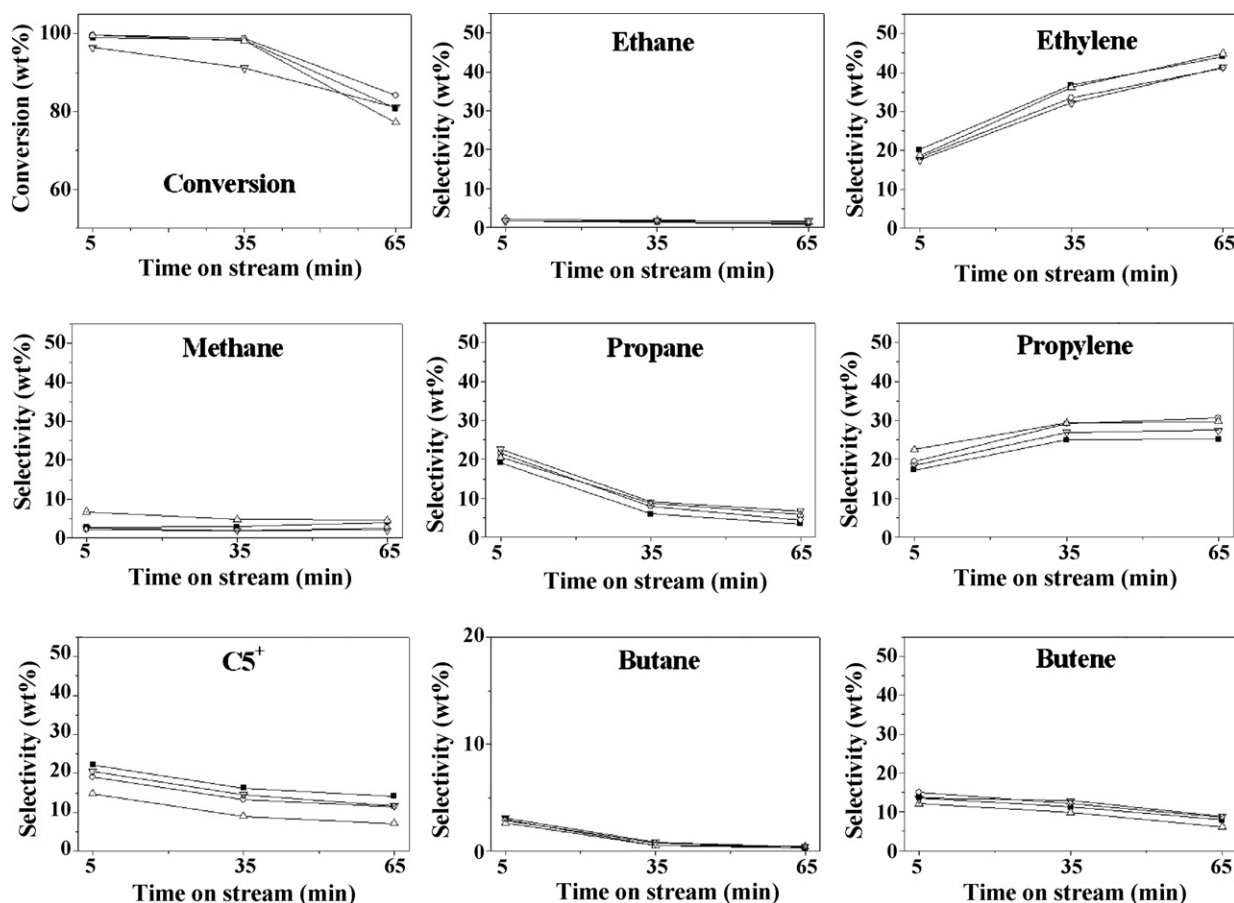 Conversion (wt%)
100
80
60
Conversion
5
35
65
Time on stream (min)
Selectivity (wt%)
50
40
30
20
10
0
Ethane
5
35
65
Time on stream (min)
Selectivity (wt%)
50
40
30
20
10
0
Ethylene
5
35
65
Time on stream (min)
Selectivity (wt%)
50
40
30
20
10
0
Methane
5
35
65
Time on stream (min)
Selectivity (wt%)
50
40
30
20
10
0
Propane
5
35
65
Time on stream (min)
Selectivity (wt%)
50
40
30
20
10
0
Propylene
5
35
65
Time on stream (min)
Selectivity (wt%)
50
40
30
20
10
0
C5⁺
5
35
65
Time on stream (min)
Selectivity (wt%)
20
10
0
Butane
5
35
65
Time on stream (min)
Selectivity (wt%)
50
40
30
20
15
10
0
Butene
5
35
65
Time on stream (min)